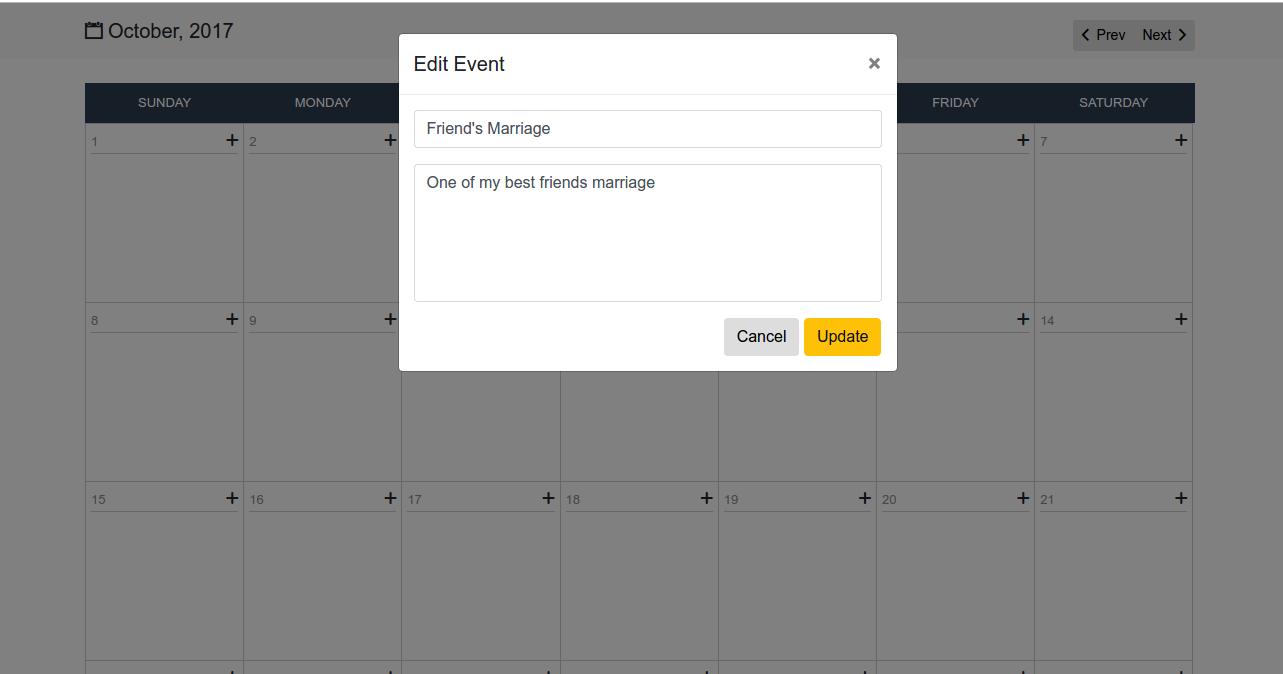 October, 2017
Prev Next
Edit Event
×
SUNDAY MONDAY FRIDAY SATURDAY
Friend's Marriage
1 + 2 + + 7 +
One of my best friends marriage
8 + 9 + + 14 +
Cancel Update
15 + 16 + 17 + 18 + 19 + 20 + 21 +